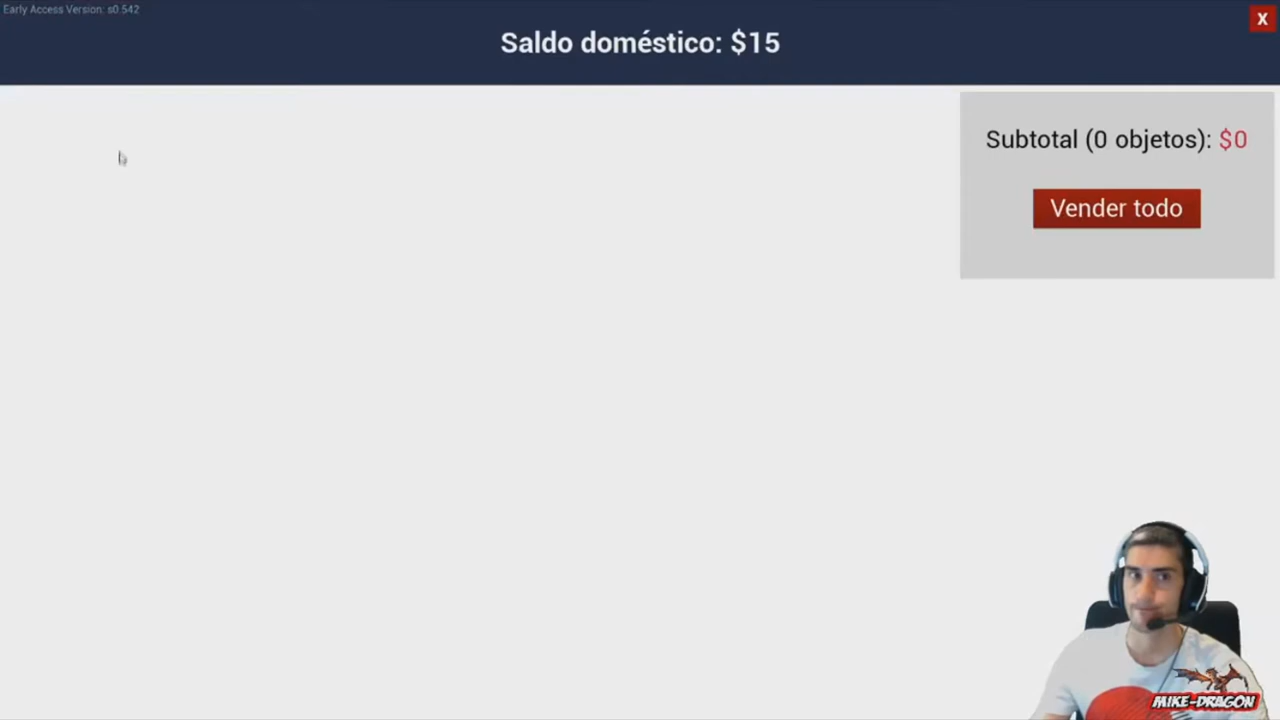 Early Access Version: s0.542
Saldo doméstico: $15
X
Subtotal (0 objetos): $0
Vender todo
MIKE-DRAGON